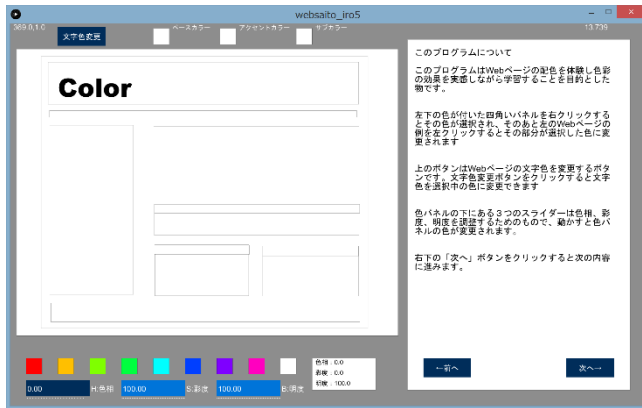 websaito_iro5
389.0,1.0
文字色変更
ベースカラー
アクセントカラー
サブカラー
13.739
Color
このプログラムについて
このプログラムはWebページの配色を体験し色彩
の効果を実感しながら学習することを目的とした
物です。
左下の色が付いた四角いパネルを右クリックする
とその色が選択され、そのあと左のWebページの
例を左クリックするとその部分が選択した色に変
更されます
上のボタンはWebページの文字色を変更するボタ
ンです。文字色変更ボタンをクリックすると文字
色を選択中の色に変更できます
色パネルの下にある３つのスライダーは色相、彩
度、明度を調整するためのもので、動かすと色パ
ネルの色が変更されます。
右下の「次へ」ボタンをクリックすると次の内容
に進みます。
色相 : 0.0
彩度 : 0.0
明度 : 100.0
0.00
H:色相
100.00
S:彩度
100.00
B:明度
←前へ
次へ→